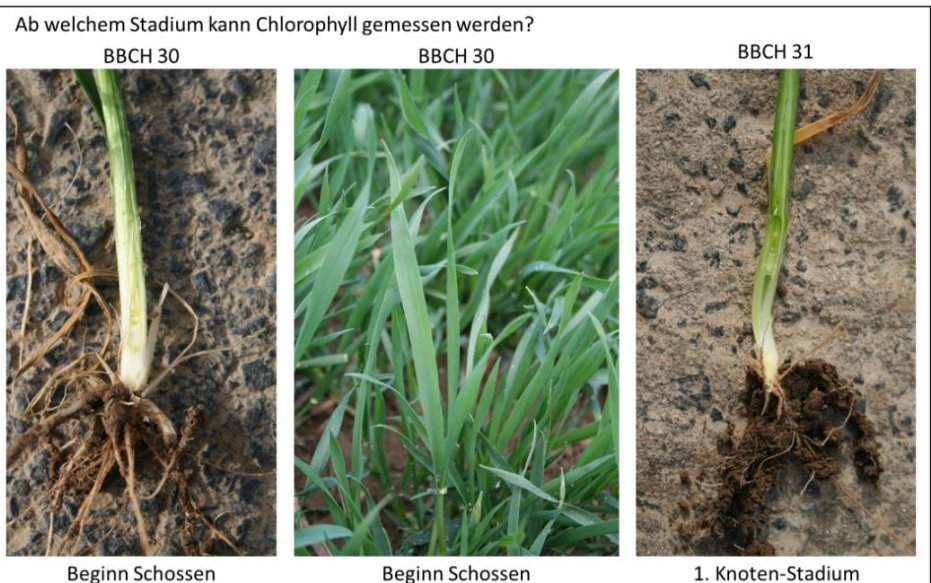 Ab welchem Stadium kann Chlorophyll gemessen werden?
BBCH 30
BBCH 30
BBCH 31
Beginn Schossen
Beginn Schossen
1. Knoten-Stadium